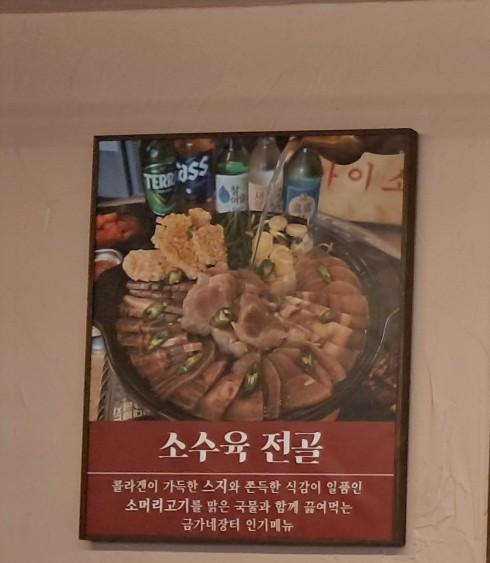 TERRA
CASS
이소
소수육 전골
콜라겐이 가득한 스지와 쫀득한 식감이 일품인
소머리고기를 맑은 국물과 함께 끓여먹는
금가네장터 인기메뉴